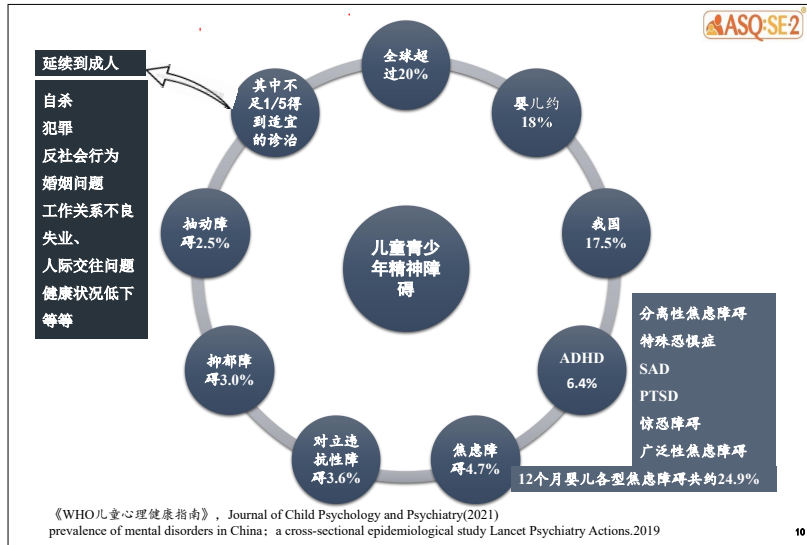 ASQ:SE-2
延续到成人
自杀
犯罪
反社会行为
婚姻问题
工作关系不良
失业、
人际交往问题
健康状况低下
等等
其中不
足1/5得
到适宜
的诊治
全球超
过20%
婴儿约
18%
我国
17.5%
ADHD
6.4%
焦虑障
碍4.7%
对立违
抗性障
碍3.6%
抑郁障
碍3.0%
抽动障
碍2.5%
儿童青少
年精神障
碍
分离性焦虑障碍
特殊恐惧症
SAD
PTSD
惊恐障碍
广泛性焦虑障碍
12个月婴儿各型焦虑障碍共约24.9%
《WHO儿童心理健康指南》, Journal of Child Psychology and Psychiatry(2021)
prevalence of mental disorders in China；a cross-sectional epidemiological study Lancet Psychiatry Actions.2019
10